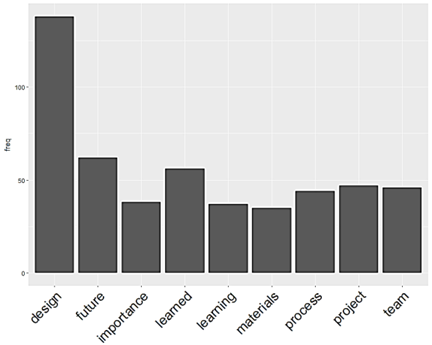 freq
100
50
0
design
future
importance
learned
learning
materials
process
project
team